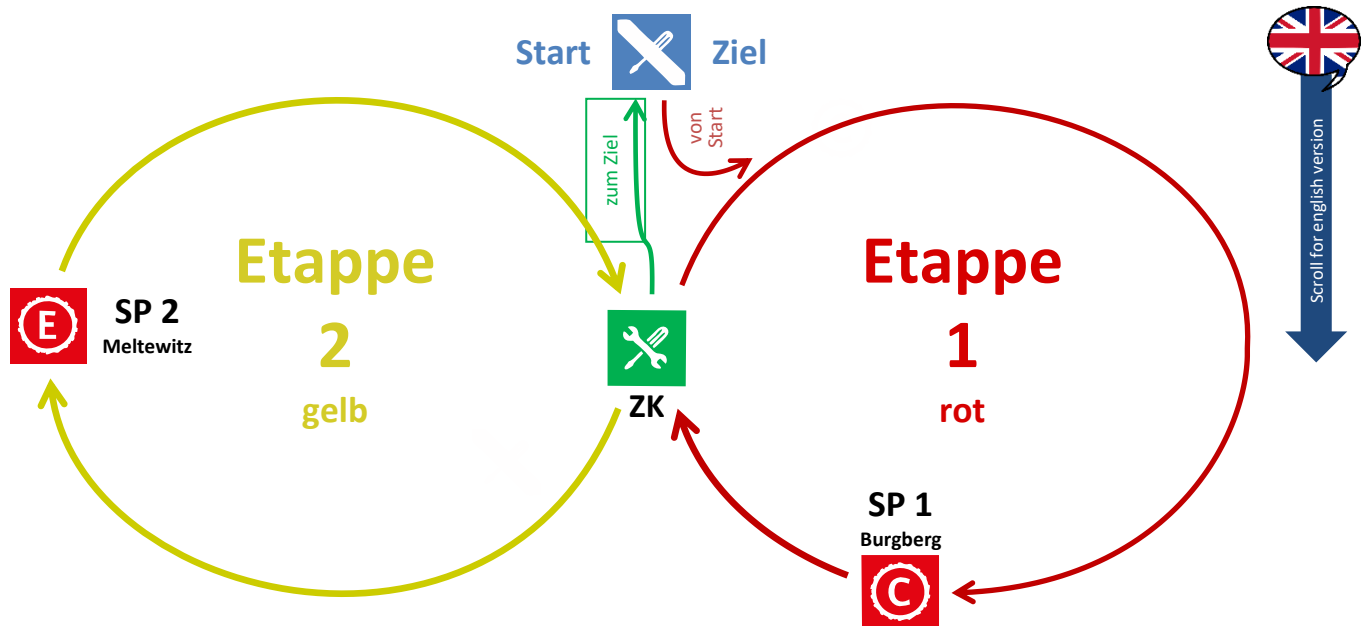 Start
Ziel
von
Start
zum Ziel
Scroll for english version
Etappe
2
gelb
Etappe
1
rot
E
SP 2
Meltewitz
ZK
SP 1
Burgberg
C